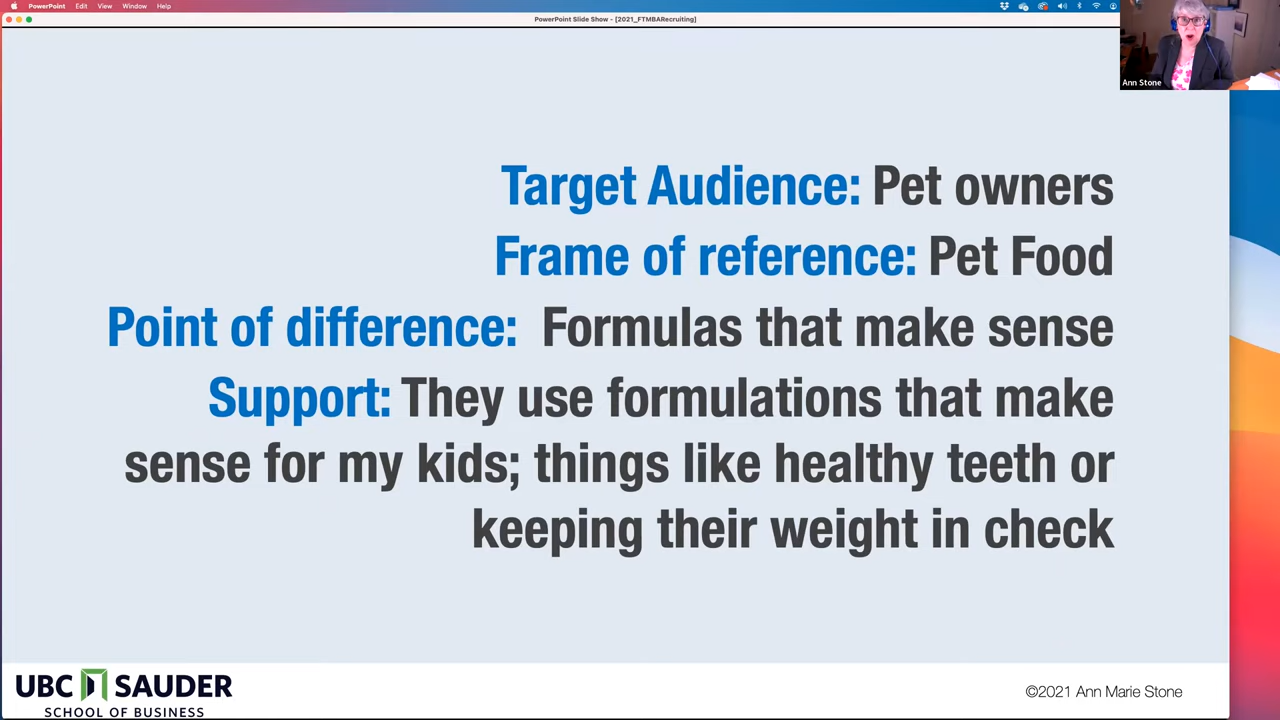 PowerPoint File Edit View Window Help
PowerPoint Slide Show - [2021_FTMBARecruiting]
Ann Stone
Target Audience: Pet owners
Frame of reference: Pet Food
Point of difference: Formulas that make sense
Support: They use formulations that make
sense for my kids; things like healthy teeth or
keeping their weight in check
UBC SAUDER
SCHOOL OF BUSINESS
©2021 Ann Marie Stone